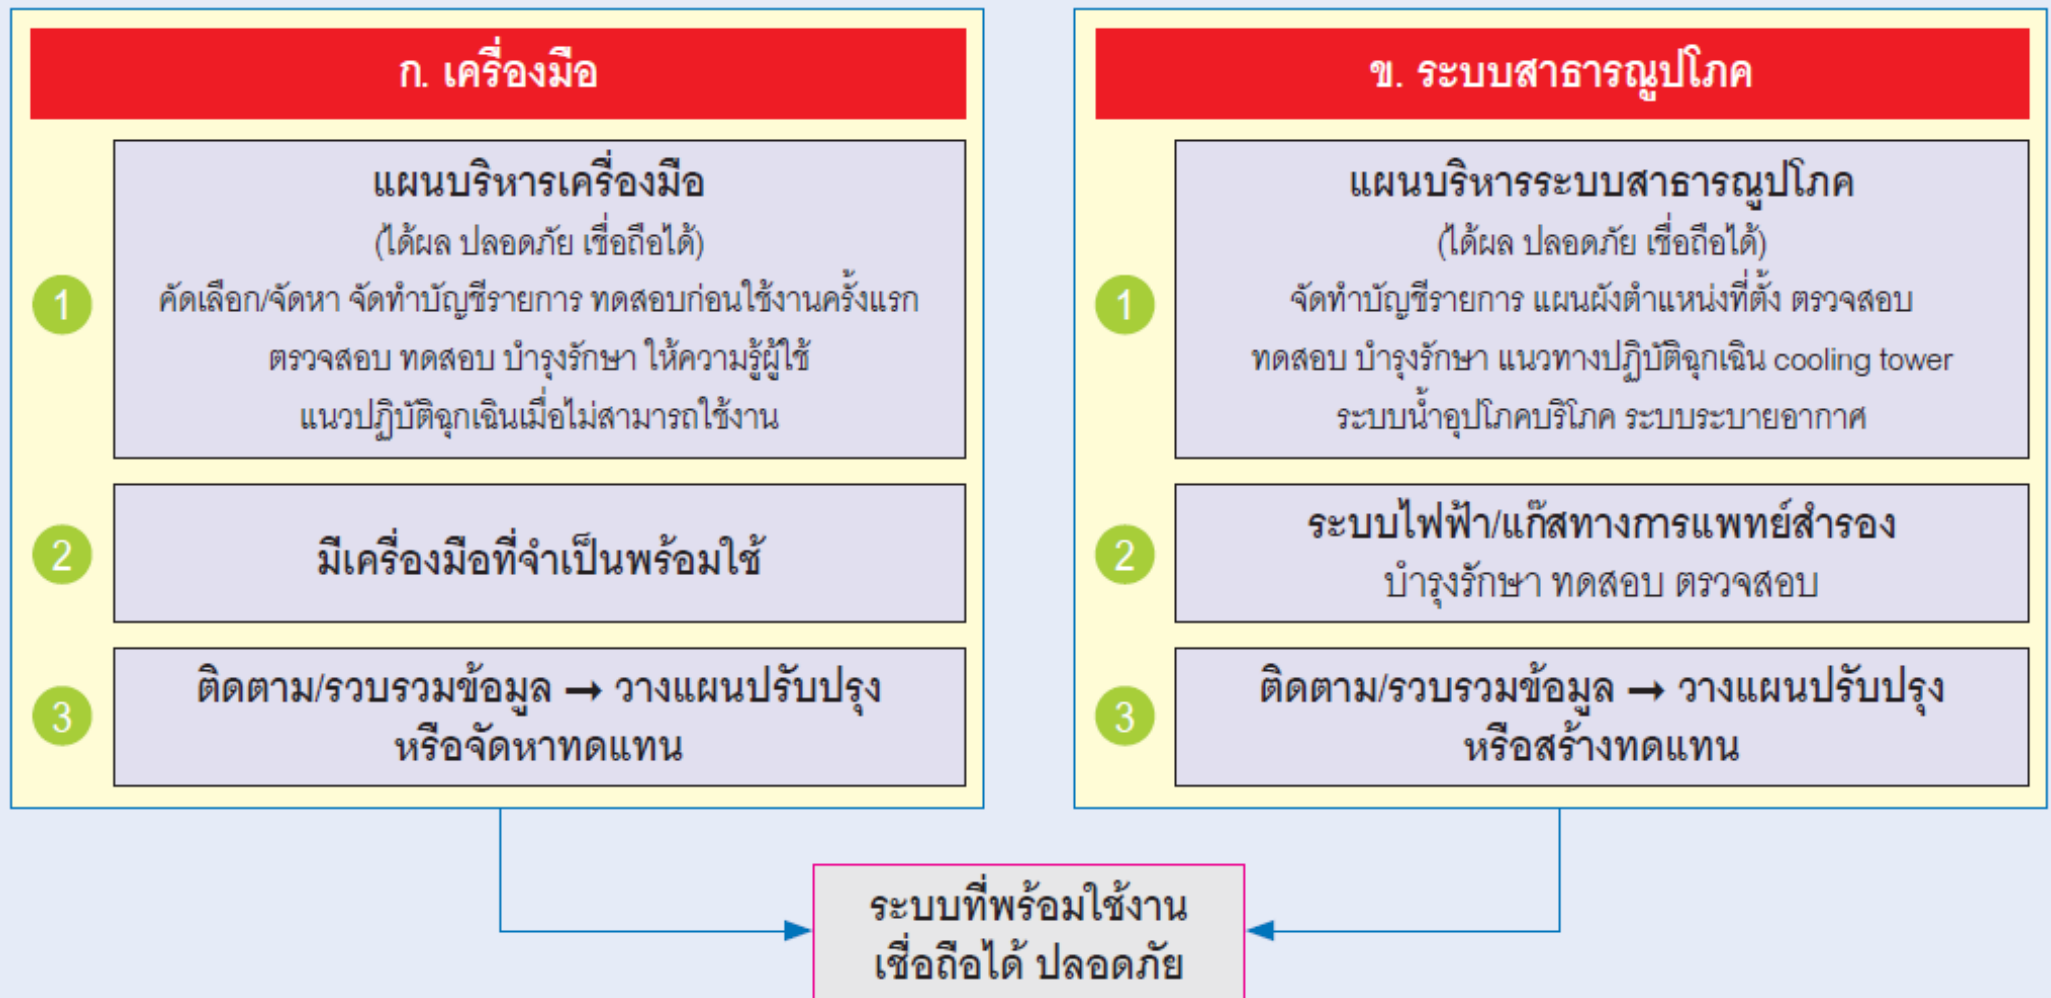 ก. เครื่องมือ
1
แผนบริหารเครื่องมือ
(ได้ผล ปลอดภัย เชื่อถือได้)
คัดเลือก/จัดหา จัดทำบัญชีรายการ ทดสอบก่อนใช้งานครั้งแรก
ตรวจสอบ ทดสอบ บำรุงรักษา ให้ความรู้ผู้ใช้
แนวปฏิบัติฉุกเฉินเมื่อไม่สามารถใช้งาน
2
มีเครื่องมือที่จำเป็นพร้อมใช้
3
ติดตาม/รวบรวมข้อมูล → วางแผนปรับปรุง
หรือจัดหาทดแทน
ข. ระบบสาธารณูปโภค
1
แผนบริหารระบบสาธารณูปโภค
(ได้ผล ปลอดภัย เชื่อถือได้)
จัดทำบัญชีรายการ แผนผังตำแหน่งที่ตั้ง ตรวจสอบ
ทดสอบ บำรุงรักษา แนวทางปฏิบัติฉุกเฉิน cooling tower
ระบบน้ำอุปโภคบริโภค ระบบระบายอากาศ
2
ระบบไฟฟ้า/แก๊สทางการแพทย์สำรอง
บำรุงรักษา ทดสอบ ตรวจสอบ
3
ติดตาม/รวบรวมข้อมูล → วางแผนปรับปรุง
หรือสร้างทดแทน
ระบบที่พร้อมใช้งาน
เชื่อถือได้ ปลอดภัย